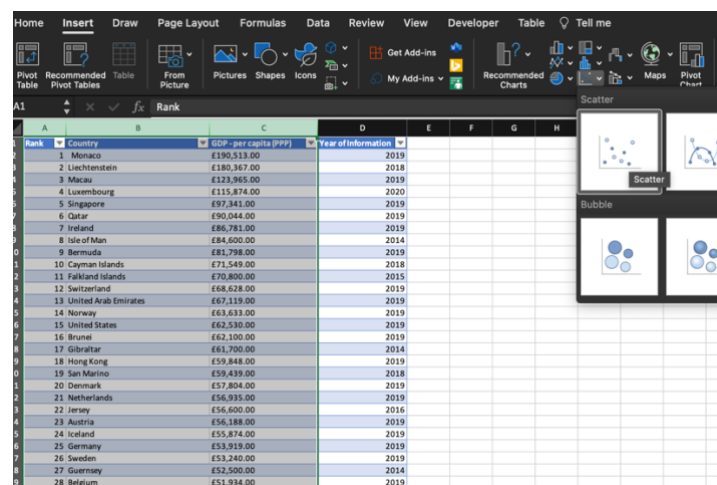 Home Insert Draw Page Layout Formulas Data Review View Developer Table Tell me
Get Add-ins
My Add-ins
Pivot Table Recommended Pivot Tables Table From Picture Pictures Shapes Icons Recommended Charts Maps Pivot Chart
A1 fx Rank
Scatter
A B C D E F G H
Rank Country GDP - per capita (PPP) Year of Information
1 Monaco £190,513.00 2019
2 Liechtenstein £180,367.00 2018
3 Macau £123,965.00 2019
Scatter
4 Luxembourg £115,874.00 2020
5 Singapore £97,341.00 2019
Bubble
6 Qatar £90,044.00 2019
7 Ireland £86,781.00 2019
8 Isle of Man £84,600.00 2014
9 Bermuda £81,798.00 2019
10 Cayman Islands £71,549.00 2018
11 Falkland Islands £70,800.00 2015
12 Switzerland £68,628.00 2019
13 United Arab Emirates £67,119.00 2019
14 Norway £63,633.00 2019
15 United States £62,530.00 2019
16 Brunei £62,100.00 2019
17 Gibraltar £61,700.00 2014
18 Hong Kong £59,848.00 2019
19 San Marino £59,439.00 2018
20 Denmark £57,804.00 2019
21 Netherlands £56,935.00 2019
22 Jersey £56,600.00 2016
23 Austria £56,188.00 2019
24 Iceland £55,874.00 2019
25 Germany £53,919.00 2019
26 Sweden £53,240.00 2019
27 Guernsey £52,500.00 2014
28 Belgium £51,934.00 2019